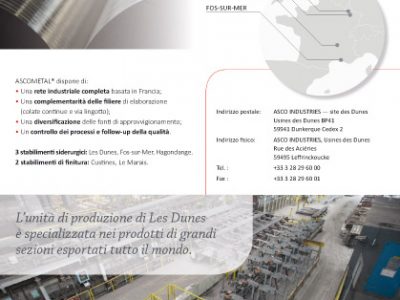 FOS-SUR-MER
ASCOMETAL* dispone di:
• Una rete industriale completa basata in Francia;
• Una complementarità delle filiere di elaborazione
(colate continue e via lingotto);
• Una diversificazione delle fanti di approvvigionamento;
• Un controllo dei processi e follow-up della qualità.
3 stabilimenti siderurgici: Les Dunes, Fos-sur-Mer, Hagondange.
2 stabilimenti di finitura: Custines, Le Marais.
Indirizzo postale: ASCO INDUSTRIES — site des Dunes
Usines des Dunes BP41
59941 Dunkerque Cedex 2
Indirizzo fisico: ASCO INDUSTRIES, Usines des Dunes
Rue des Aciéries
59495 Leffrinckoucke
Tel. : +33 3 28 29 60 00
Fax : +33 3 28 29 60 01
L'unità di produzione di Les Dunes
è specializzata nei prodotti di grandi
sezioni esportati tutto il mondo.